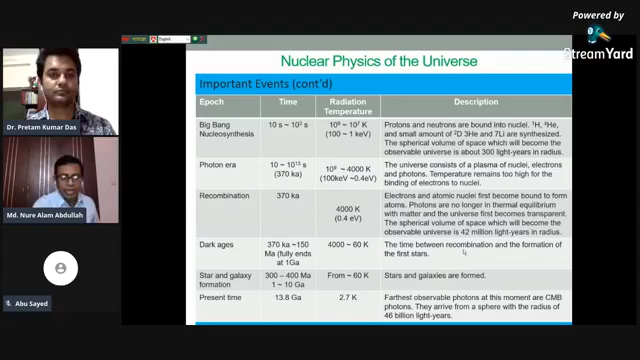 Powered by
StreamYard
English
Nuclear Physics of the Universe
Important Events (cont'd)
Epoch Time Radiation Temperature Description
Big Bang Nucleosynthesis 10 s ~ 10³ s 10⁹ ~ 10⁷ K (100 ~ 1 keV)
Protons and neutrons are bound into nuclei. ¹H, ⁴He,
and small amount of ²D 3He and 7Li are synthesized.
The spherical volume of space which will become the
observable universe is about 300 light-years in radius.
Photon era 10 ~ 10¹³ s (370 ka) 10⁹ ~ 4000 K (100keV ~0.4eV)
The universe consists of a plasma of nuclei, electrons
and photons. Temperature remains too high for the
binding of electrons to nuclei.
Recombination 370 ka 4000 K (0.4 eV)
Electrons and atomic nuclei first become bound to form
atoms. Photons are no longer in thermal equilibrium
with matter and the universe first becomes transparent.
The spherical volume of space which will become the
observable universe is 42 million light-years in radius.
Dark ages 370 ka ~150 Ma (fully ends at 1Ga) 4000 ~ 60K
The time between recombination and the formation of
the first stars.
Star and galaxy formation 300 – 400 Ma 1 ~ 10 Ga From ~ 60K Stars and galaxies are formed.
Present time 13.8 Ga 2.7 K
Farthest observable photons at this moment are CMB
photons. They arrive from a sphere with the radius of
46 billion light-years.
Dr. Pretam Kumar Das
Md. Nure Alam Abdullah
Abu Sayed